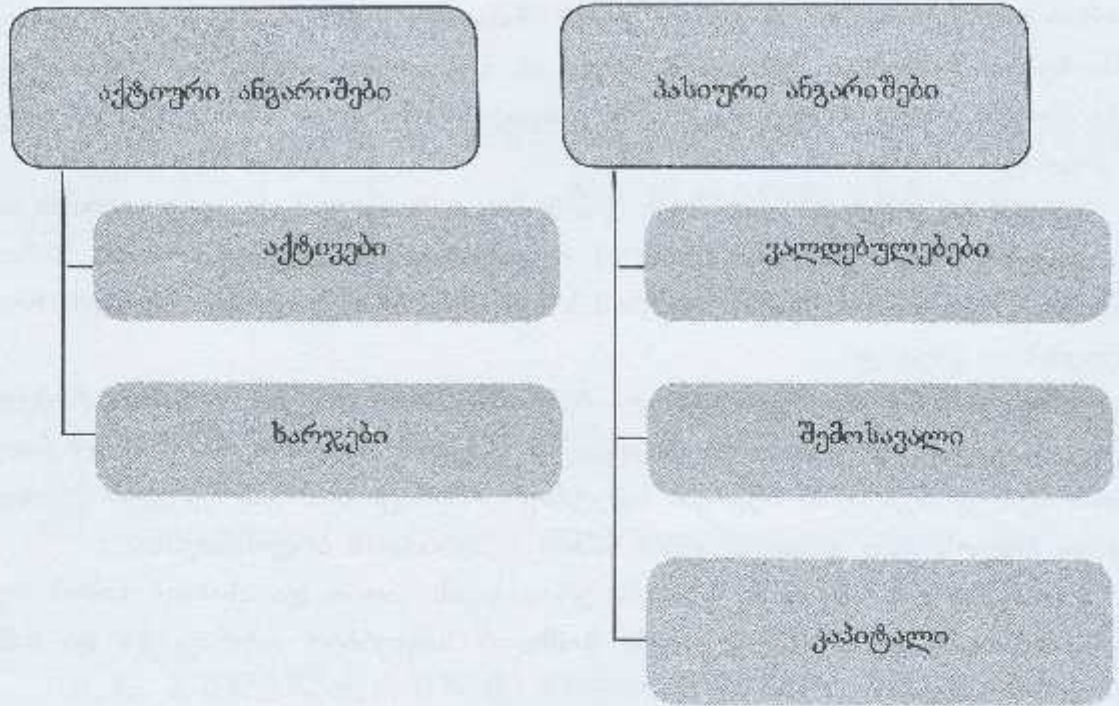 აქტიური ანგარიშები
აქტივები
ხარჯები
პასიური ანგარიშები
ვალდებულებები
შემოსავალი
კაპიტალი